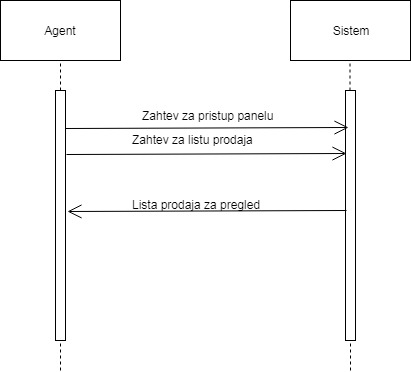 Agent
Sistem
Zahtev za pristup panelu
Zahtev za listu prodaja
Lista prodaja za pregled